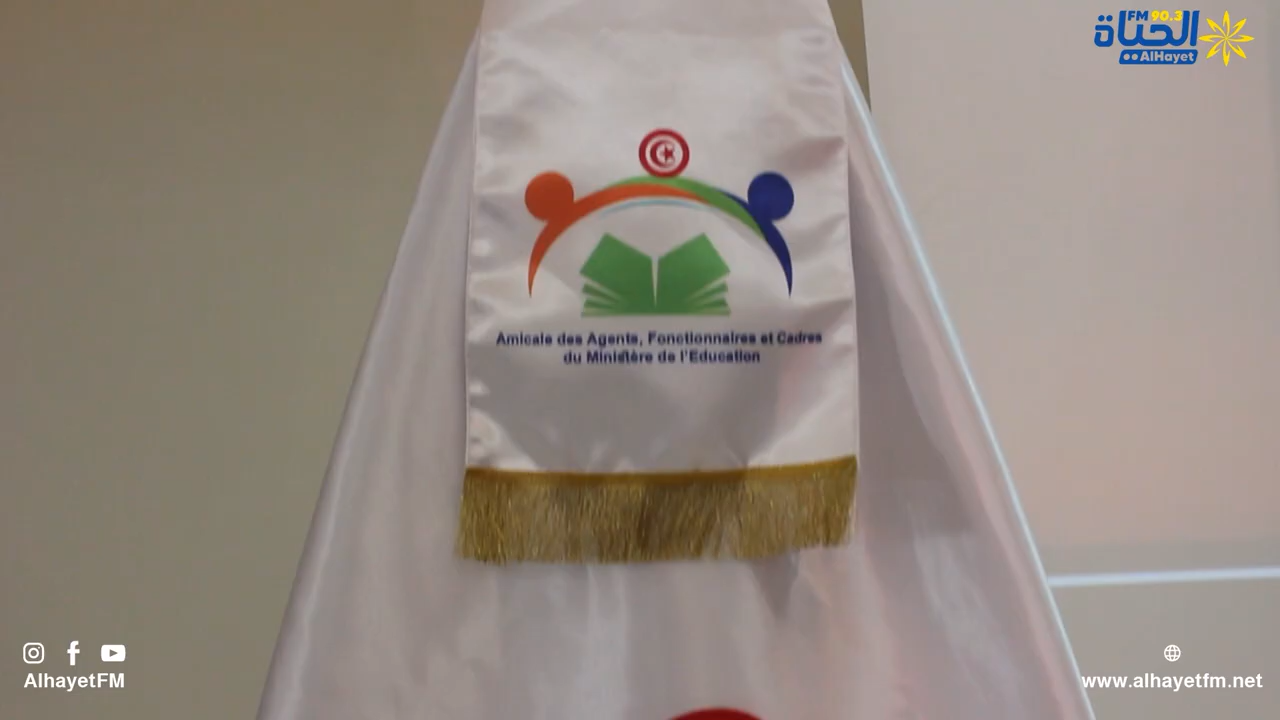 FM 90.3
الحياة
AlHayet
Amicale des Agents, Fonctionnaires et Cadres
du Ministère de l'Education
AlhayetFM
www.alhayetfm.net